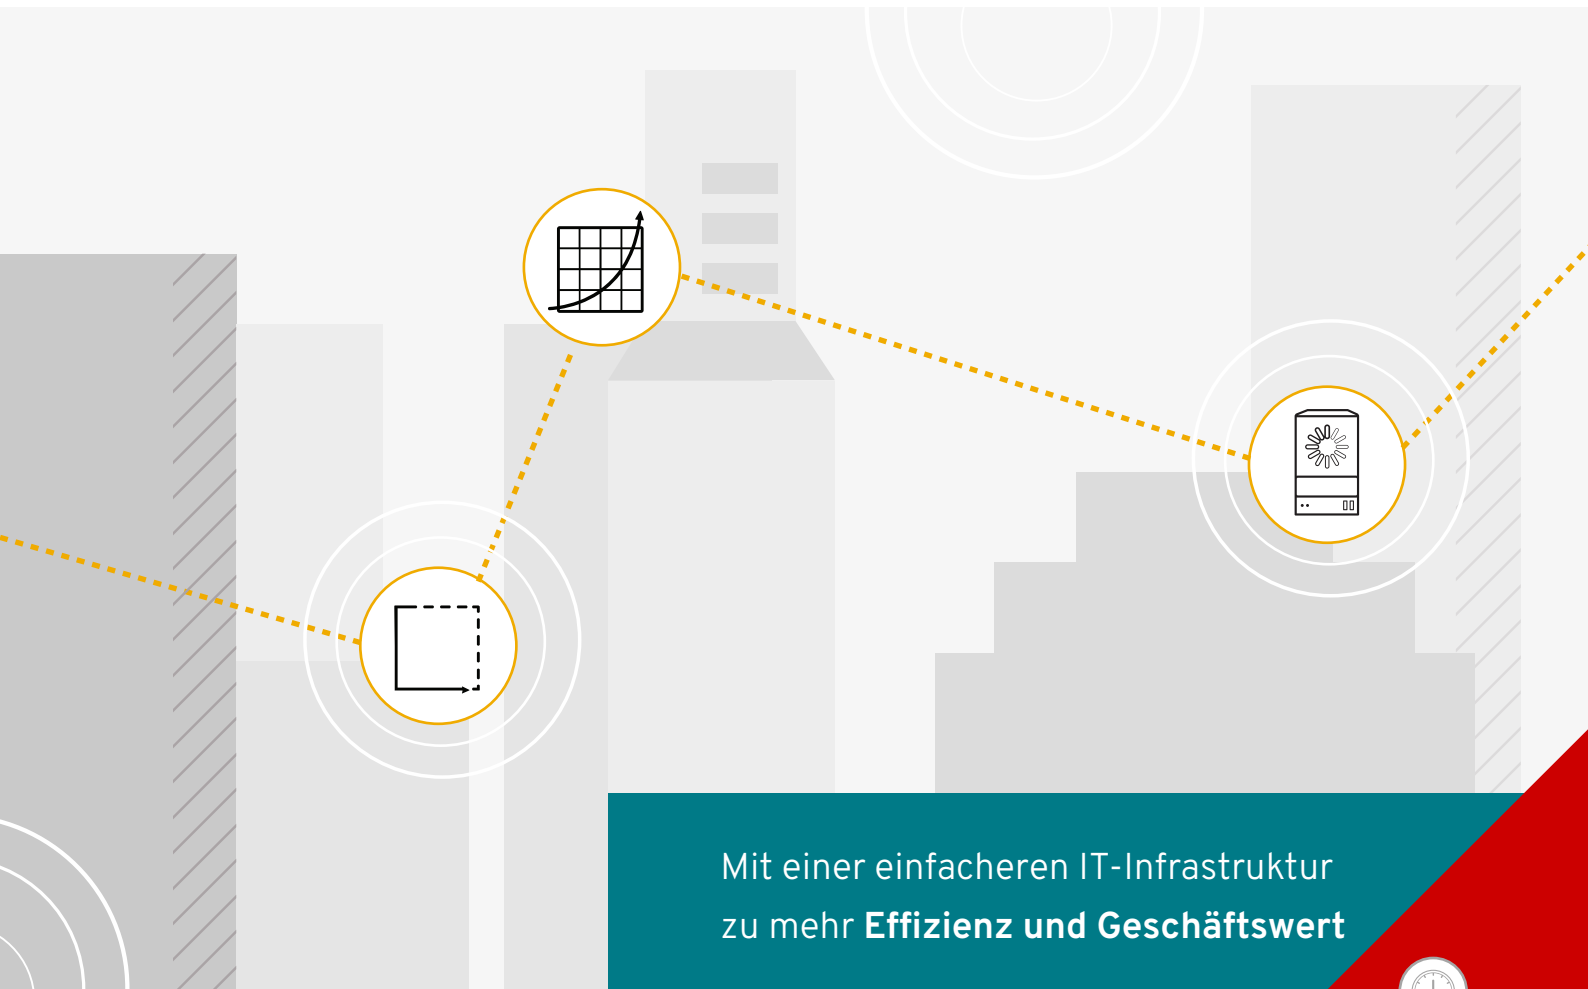 Mit einer einfacheren IT-Infrastruktur
zu mehr Effizienz und Geschäftswert